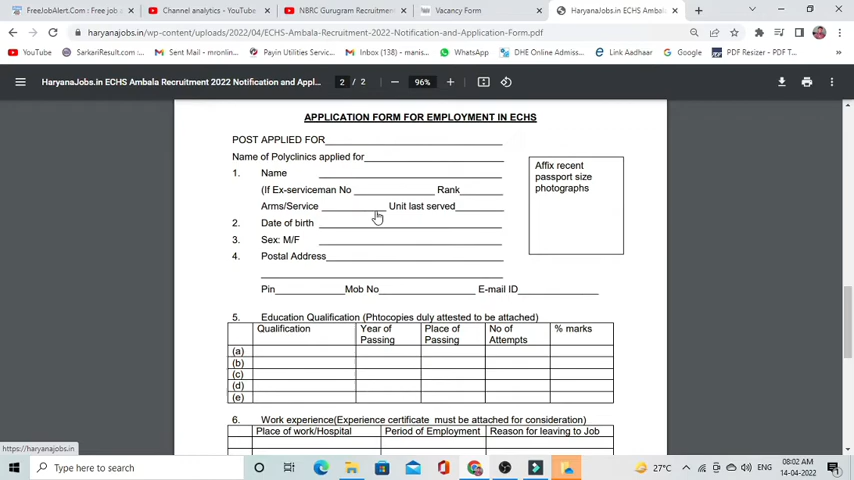 FreeJobAlert.Com : Free job a
Channel analytics - YouTube
NBRC Gurugram Recruitment
Vacancy Form
HaryanaJobs.in ECHS Ambala
haryanajobs.in/wp-content/uploads/2022/04/ECHS-Ambala-Recruitment-2022-Notification-and-Application-Form.pdf
YouTube
SarkariResult.com :...
Sent Mail - mronline...
Payin Utility Services
Inbox (138) - manis...
WhatsApp
DHE Online Admissi...
Link Aadhaar
Google
PDF Resizer - PDF...
HaryanaJobs.in ECHS Ambala Recruitment 2022 Notification and Appl...
2 / 2
96%
APPLICATION FORM FOR EMPLOYMENT IN ECHS
POST APPLIED FOR
Name of Polyclinics applied for
Affix recent
passport size
photographs
1. Name
(If Ex-serviceman No Rank
Arms/Service Unit last served
2. Date of birth
3. Sex: M/F
4. Postal Address
Pin Mob No E-mail ID
5. Education Qualification (Phtocopies duly attested to be attached)
Qualification Year of Passing Place of Passing No of Attempts % marks
(a)
(b)
(c)
(d)
(e)
6. Work experience(Experience certificate must be attached for consideration)
Place of work/Hospital Period of Employment Reason for leaving to Job
https://haryanajobs.in
Type here to search
27°C
ENG
08:02 AM
14-04-2022